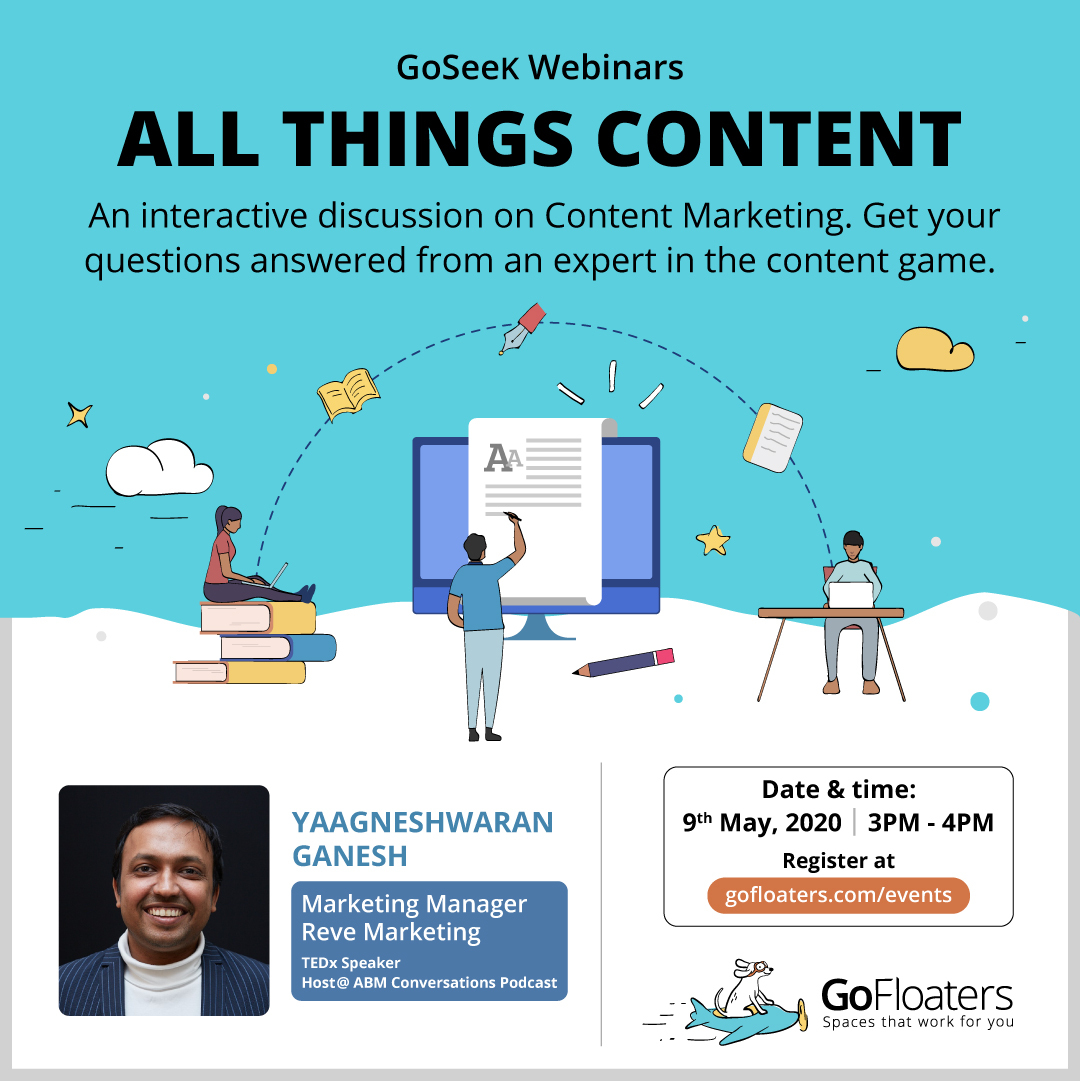 GoSeeK Webinars
ALL THINGS CONTENT
An interactive discussion on Content Marketing. Get your
questions answered from an expert in the content game.
AA
YAAGNESHWARAN
GANESH
Marketing Manager
Reve Marketing
TEDx Speaker
Host@ ABM Conversations Podcast
Date & time:
9th May, 2020 | 3PM - 4PM
Register at
gofloaters.com/events
GoFloaters
Spaces that work for you